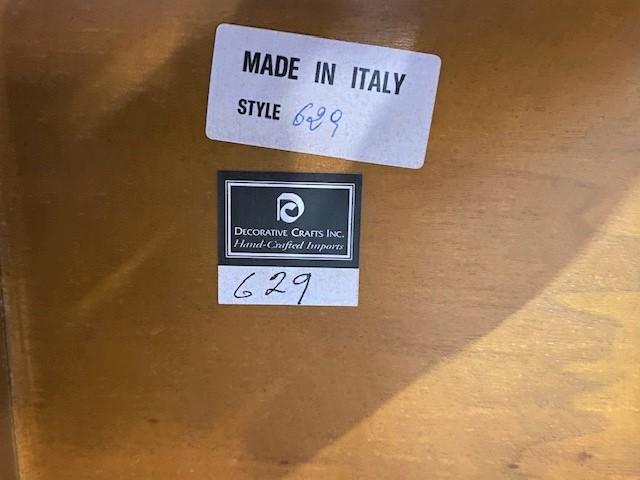 MADE IN ITALY
STYLE 629
DECORATIVE CRAFTS INC.
Hand-Crafted Imports
629